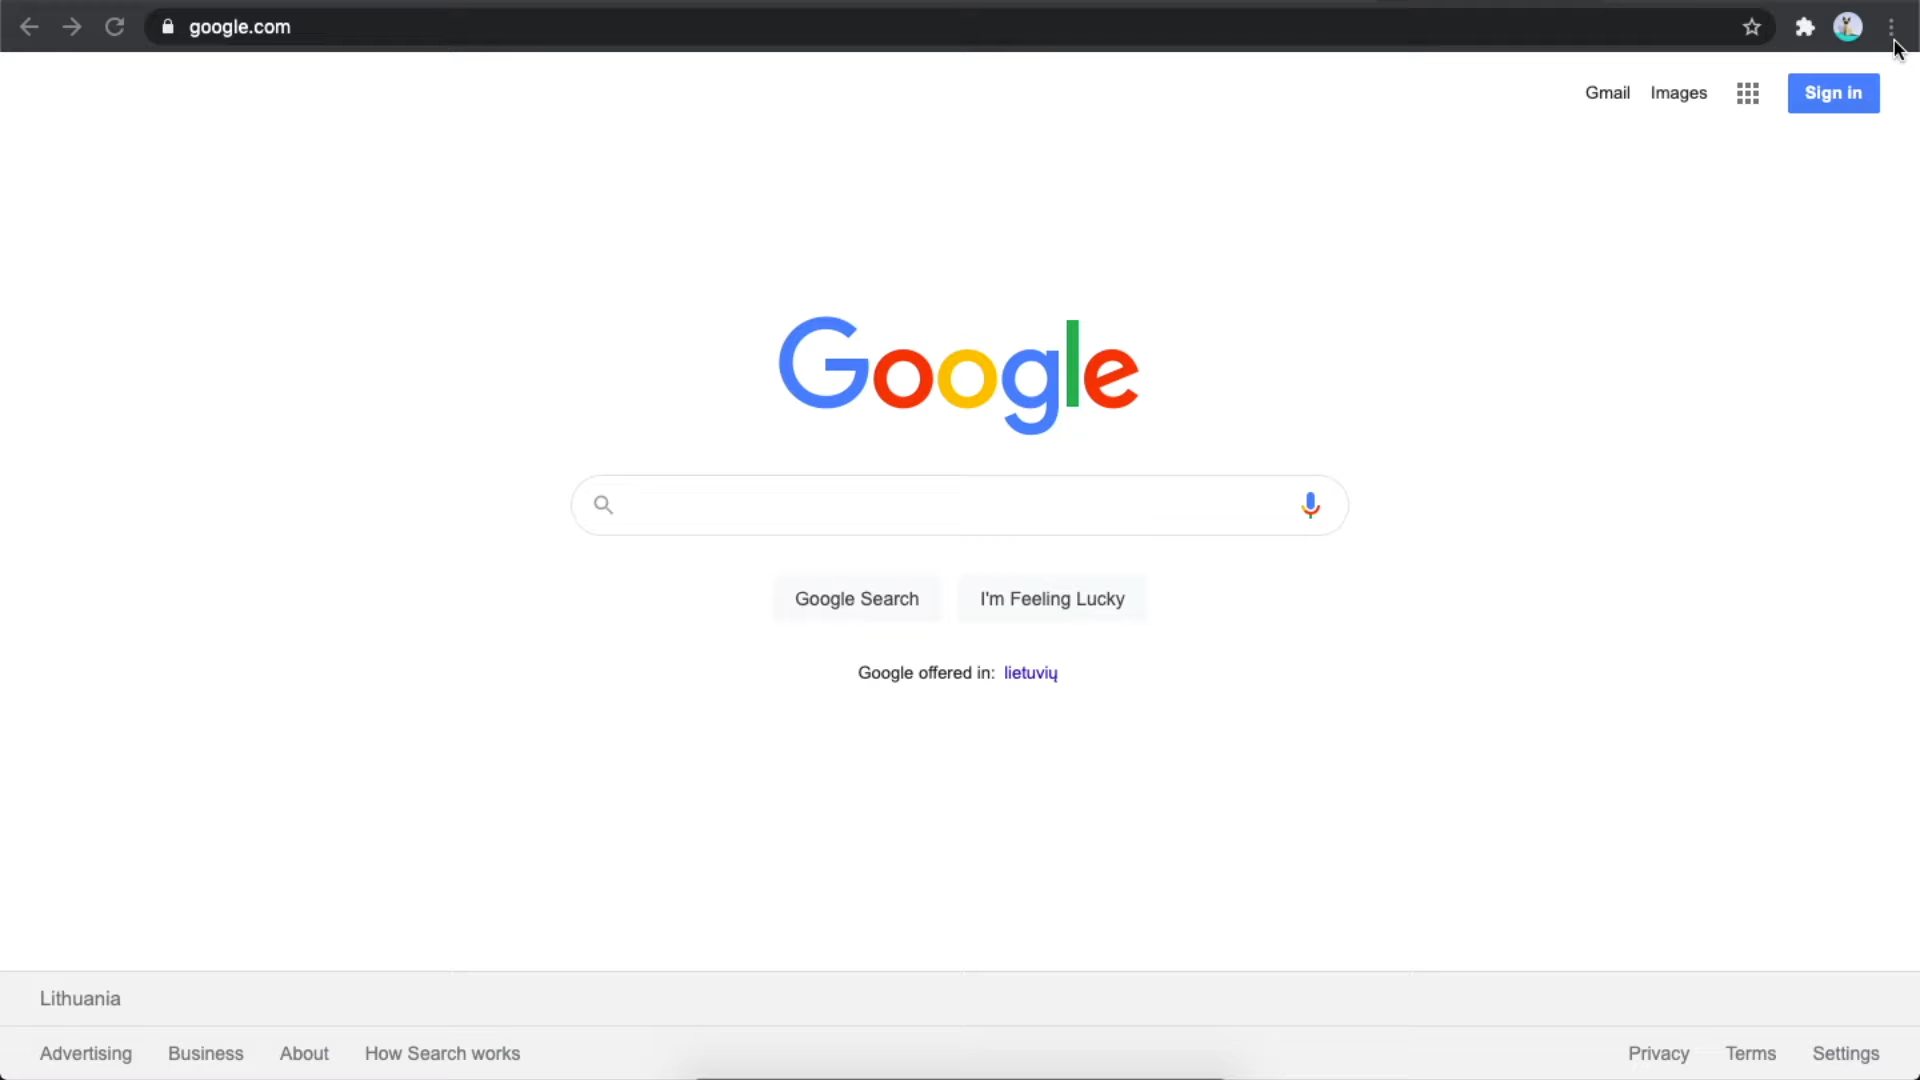 google.com
Gmail Images Sign in
Google
Google Search I'm Feeling Lucky
Google offered in: lietuvių
Lithuania
Advertising Business About How Search works Privacy Terms Settings